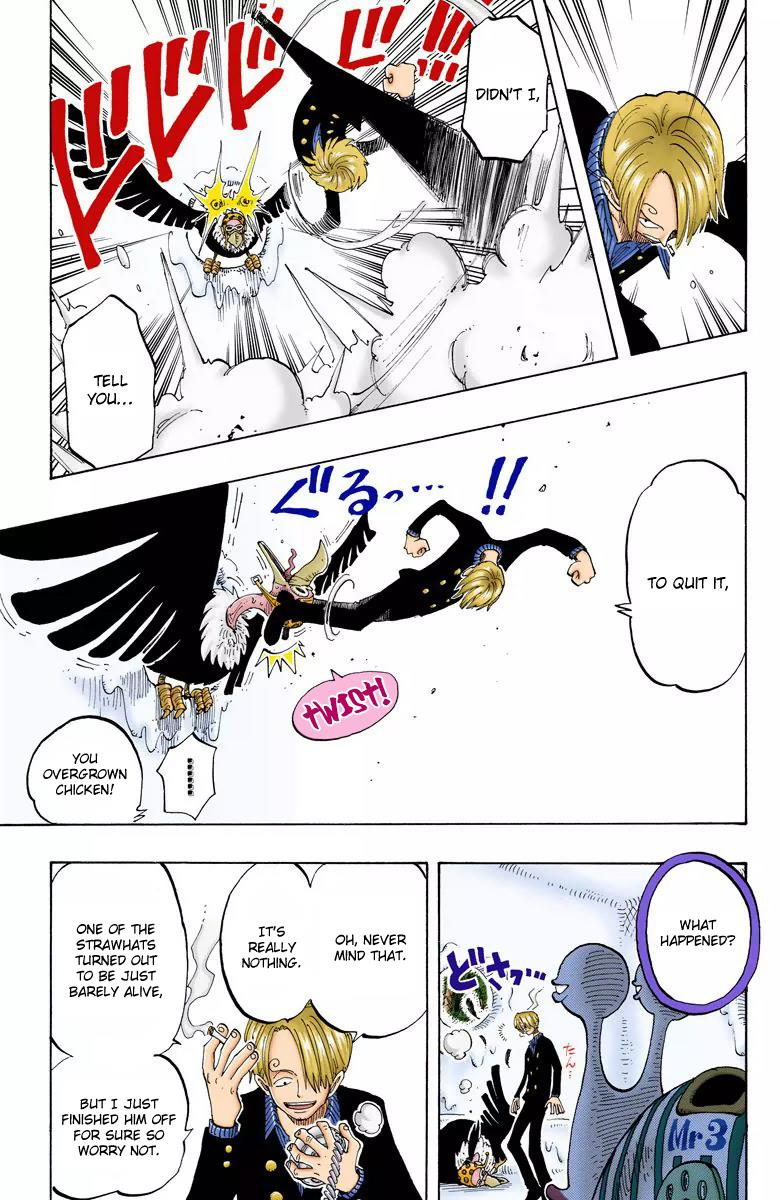 DIDN'T I,
ドドドド!!!
TELL
YOU...
TO QUIT IT,
ぐるっ…!!
TWIST!
......
YOU
OVERGROWN
CHICKEN!
WHAT
HAPPENED?
どさっ…
たん…
Mr 3
OH, NEVER
MIND THAT.
IT'S
REALLY
NOTHING.
ONE OF THE
STRAWHATS
TURNED OUT
TO BE JUST
BARELY ALIVE,
BUT I JUST
FINISHED HIM OFF
FOR SURE SO
WORRY NOT.